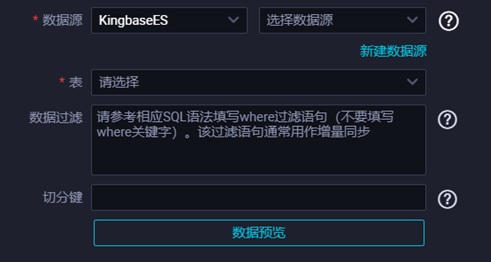 * 数据源 KingbaseES 选择数据源 ?
新建数据源
* 表 请选择
数据过滤 请参考相应SQL语法填写where过滤语句（不要填写 ?
where关键字）。该过滤语句通常用作增量同步
切分键 ?
数据预览